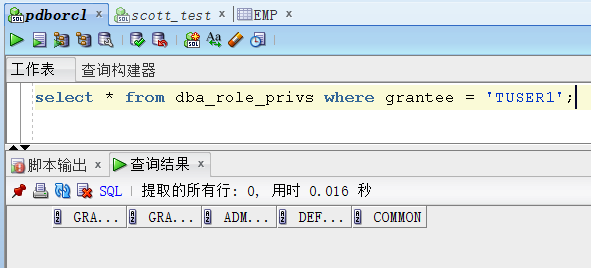 pdborcl x scott_test x EMP x
工作表 查询构建器
select * from dba_role_privs where grantee = 'TUSER1';
脚本输出 x 查询结果 x
SQL | 提取的所有行: 0, 用时 0.016 秒
GRA... GRA... ADM... DEF... COMMON